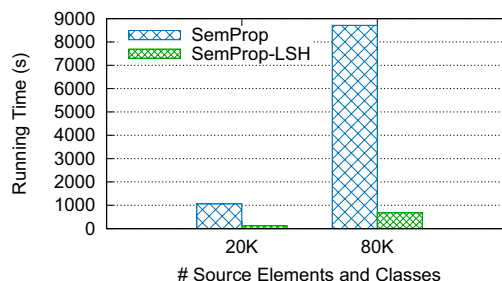 9000
8000
7000
6000
5000
4000
3000
2000
1000
0
Running Time (s)
SemProp
SemProp-LSH
20K 80K
# Source Elements and Classes